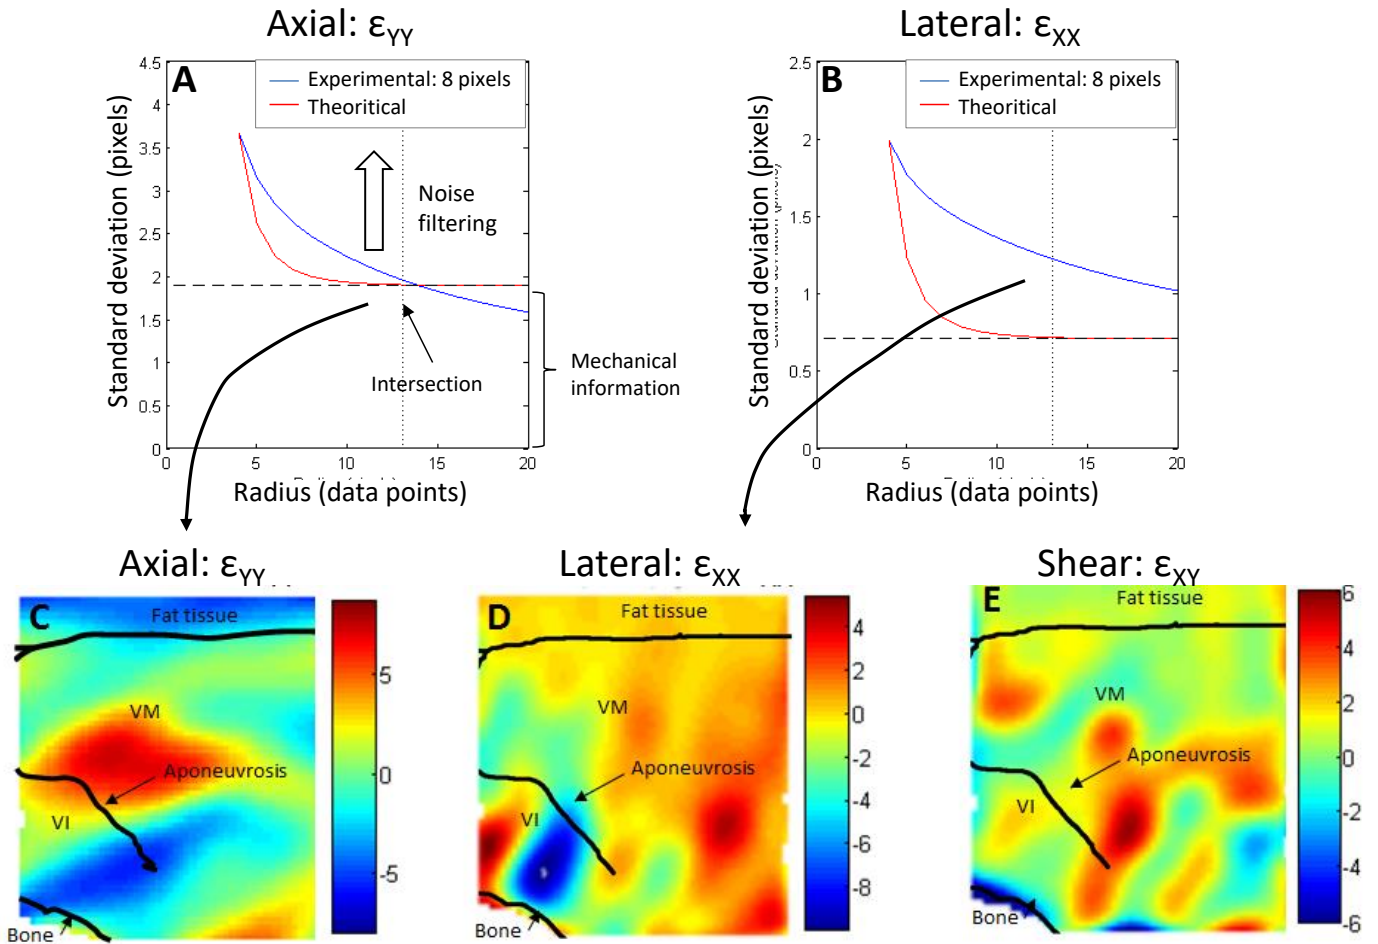 Axial: εYY
Lateral: εXX
A
Experimental: 8 pixels
Theoritical
4.5
4
3.5
3
2.5
2
1.5
1
0.5
0
0
5
10
15
20
Standard deviation (pixels)
Radius (data points)
Noise
filtering
Intersection
Mechanical
information
B
Experimental: 8 pixels
Theoritical
2.5
2
1.5
1
0.5
0
0
5
10
15
20
Standard deviation (pixels)
Radius (data points)
Axial: εYY
Lateral: εXX
Shear: εXY
C
Fat tissue
VM
Aponeuvrosis
VI
Bone
5
0
-5
D
Fat tissue
VM
Aponeuvrosis
VI
Bone
4
2
0
-2
-4
-6
-8
E
Fat tissue
VM
Aponeuvrosis
VI
Bone
6
4
2
0
-2
-4
-6